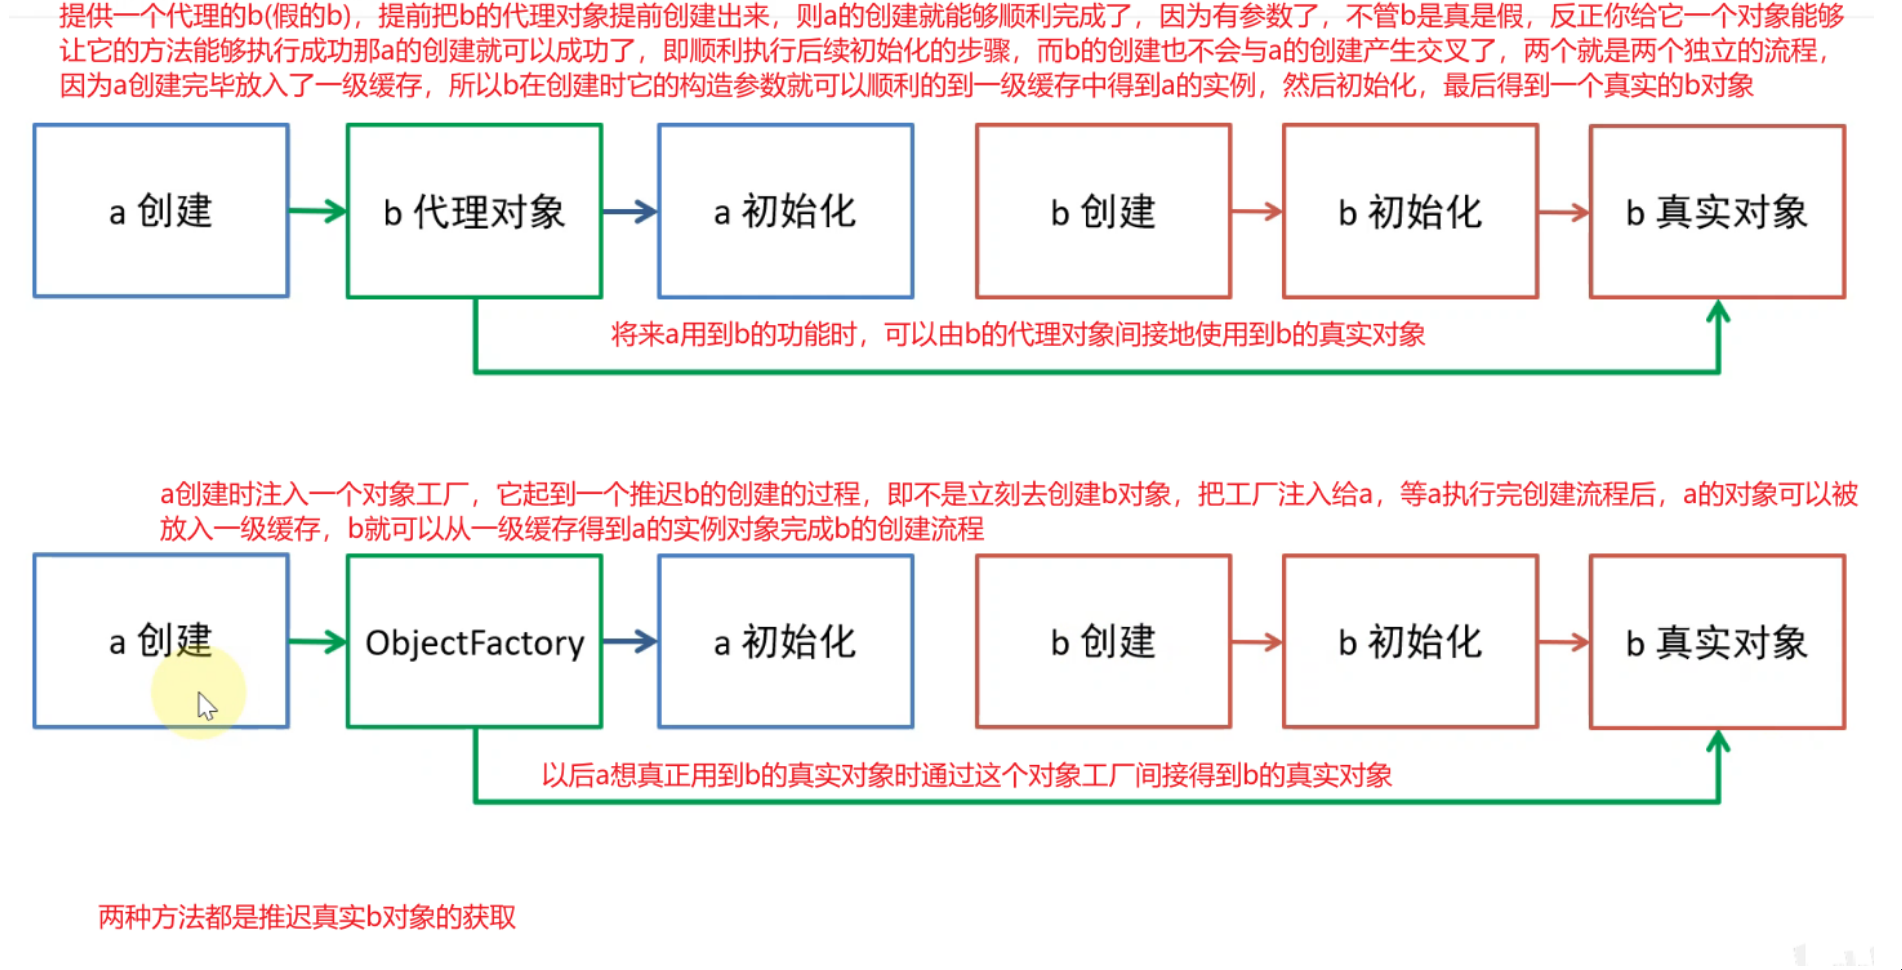 提供一个代理的b(假的b)，提前把b的代理对象提前创建出来，则a的创建就能够顺利完成了，因为有参数了，不管b是真是假，反正你给它一个对象能够
让它的方法能够执行成功那a的创建就可以成功了，即顺利执行后续初始化的步骤，而b的创建也不会与a的创建产生交叉了，两个就是两个独立的流程，
因为a创建完毕放入了一级缓存，所以b在创建时它的构造参数就可以顺利的到一级缓存中得到a的实例，然后初始化，最后得到一个真实的b对象
a 创建
b 代理对象
a 初始化
b 创建
b 初始化
b 真实对象
将来a用到b的功能时，可以由b的代理对象间接地使用到b的真实对象
a创建时注入一个对象工厂，它起到一个推迟b的创建的过程，即不是立刻去创建b对象，把工厂注入给a，等a执行完创建流程后，a的对象可以被
放入一级缓存，b就可以从一级缓存得到a的实例对象完成b的创建流程
a 创建
ObjectFactory
a 初始化
b 创建
b 初始化
b 真实对象
以后a想真正用到b的真实对象时通过这个对象工厂间接得到b的真实对象
两种方法都是推迟真实b对象的获取